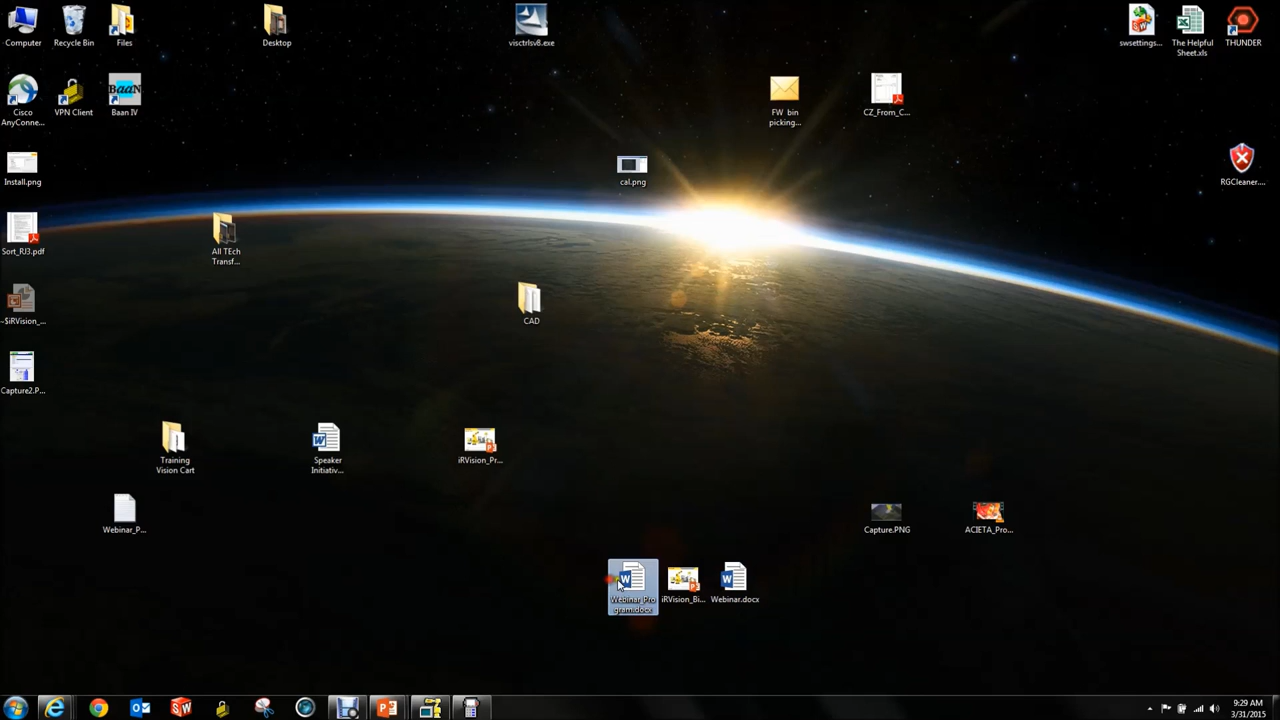 Computer
Recycle Bin
Files
Desktop
visctrlsv8.exe
swsettings...
The Helpful
Sheet.xls
THUNDER
Cisco
AnyConne...
VPN Client
Baan IV
BaaN
FW bin
picking...
CZ_From_C...
Install.png
cal.png
RGCleaner....
Sort_RJ3.pdf
All TEch
Transf...
~$iRVision_...
CAD
Capture2.P...
Training
Vision Cart
Speaker
Initiativ...
iRVision_Pr...
Webinar_P...
Capture.PNG
ACIETA_Pro...
Webinar_Pro
gram.docx
iRVision_Bi...
Webinar.docx
9:29 AM
3/31/2015